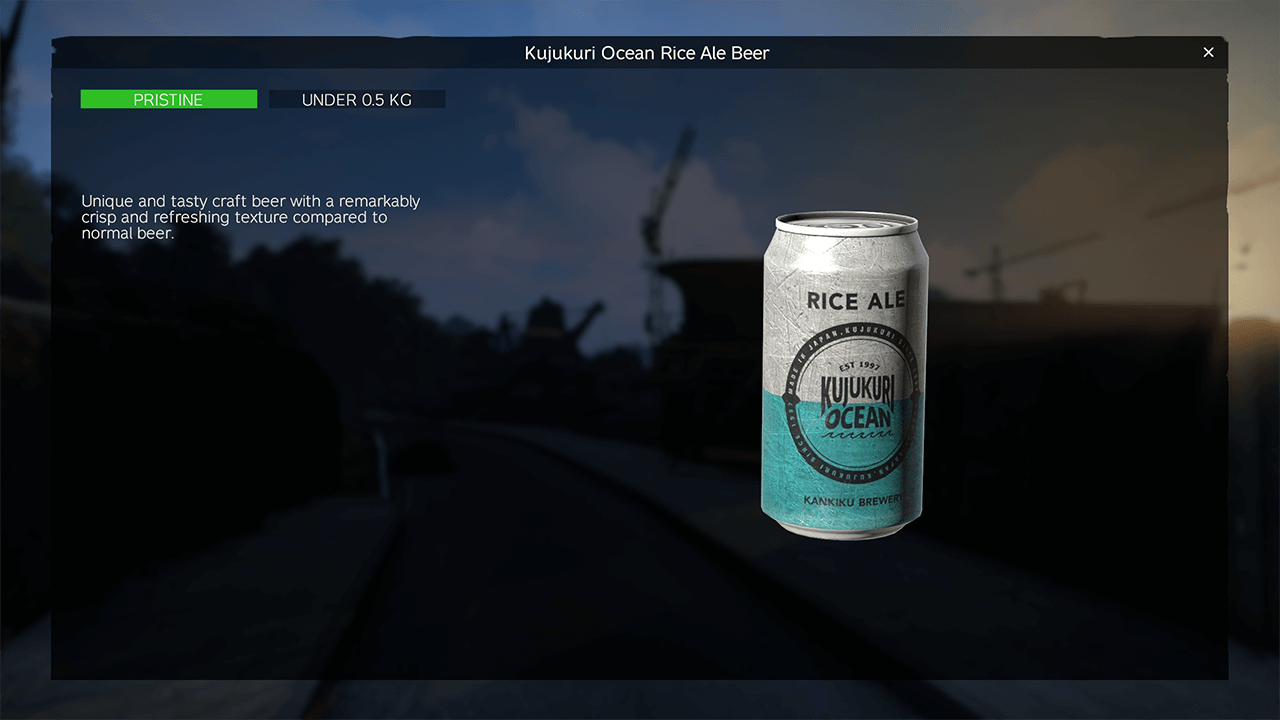 Kujukuri Ocean Rice Ale Beer
PRISTINE
UNDER 0.5 KG
Unique and tasty craft beer with a remarkably
crisp and refreshing texture compared to
normal beer.
RICE ALE
MADE IN JAPAN, KUJUKURI SINCE
EST 1997
KUJUKURI
OCEAN
KANKIKU BREWERY